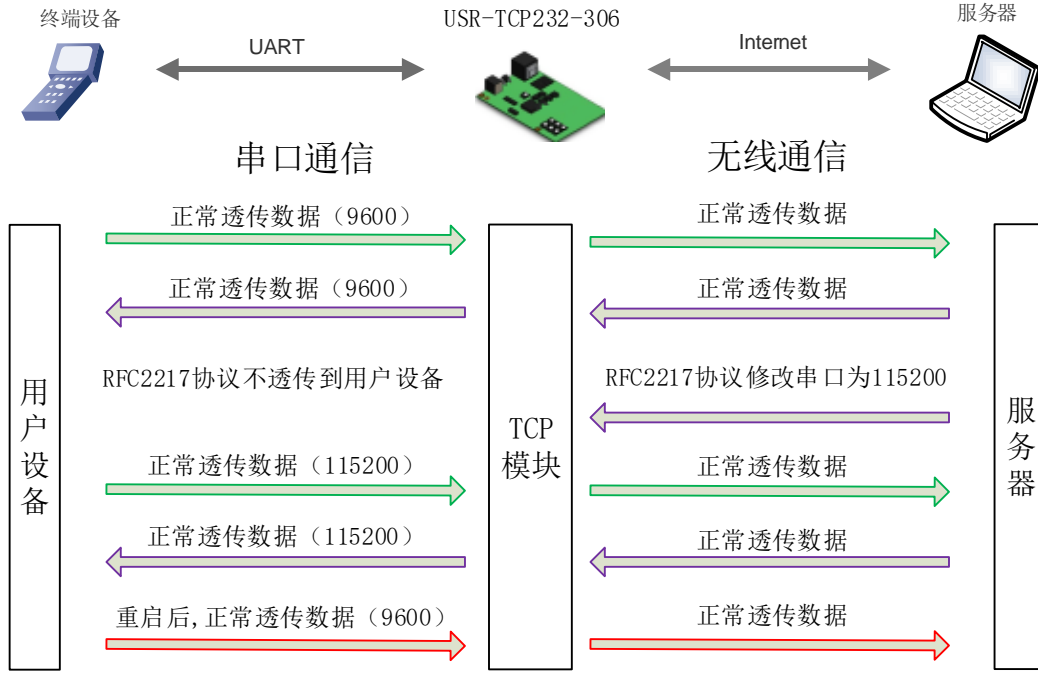 终端设备
USR-TCP232-306
服务器
UART
Internet
串口通信
无线通信
正常透传数据（9600）
正常透传数据
正常透传数据（9600）
正常透传数据
RFC2217协议不透传到用户设备
RFC2217协议修改串口为115200
用户设备
TCP
模块
服务器
正常透传数据（115200）
正常透传数据
正常透传数据（115200）
正常透传数据
重启后,正常透传数据（9600）
正常透传数据